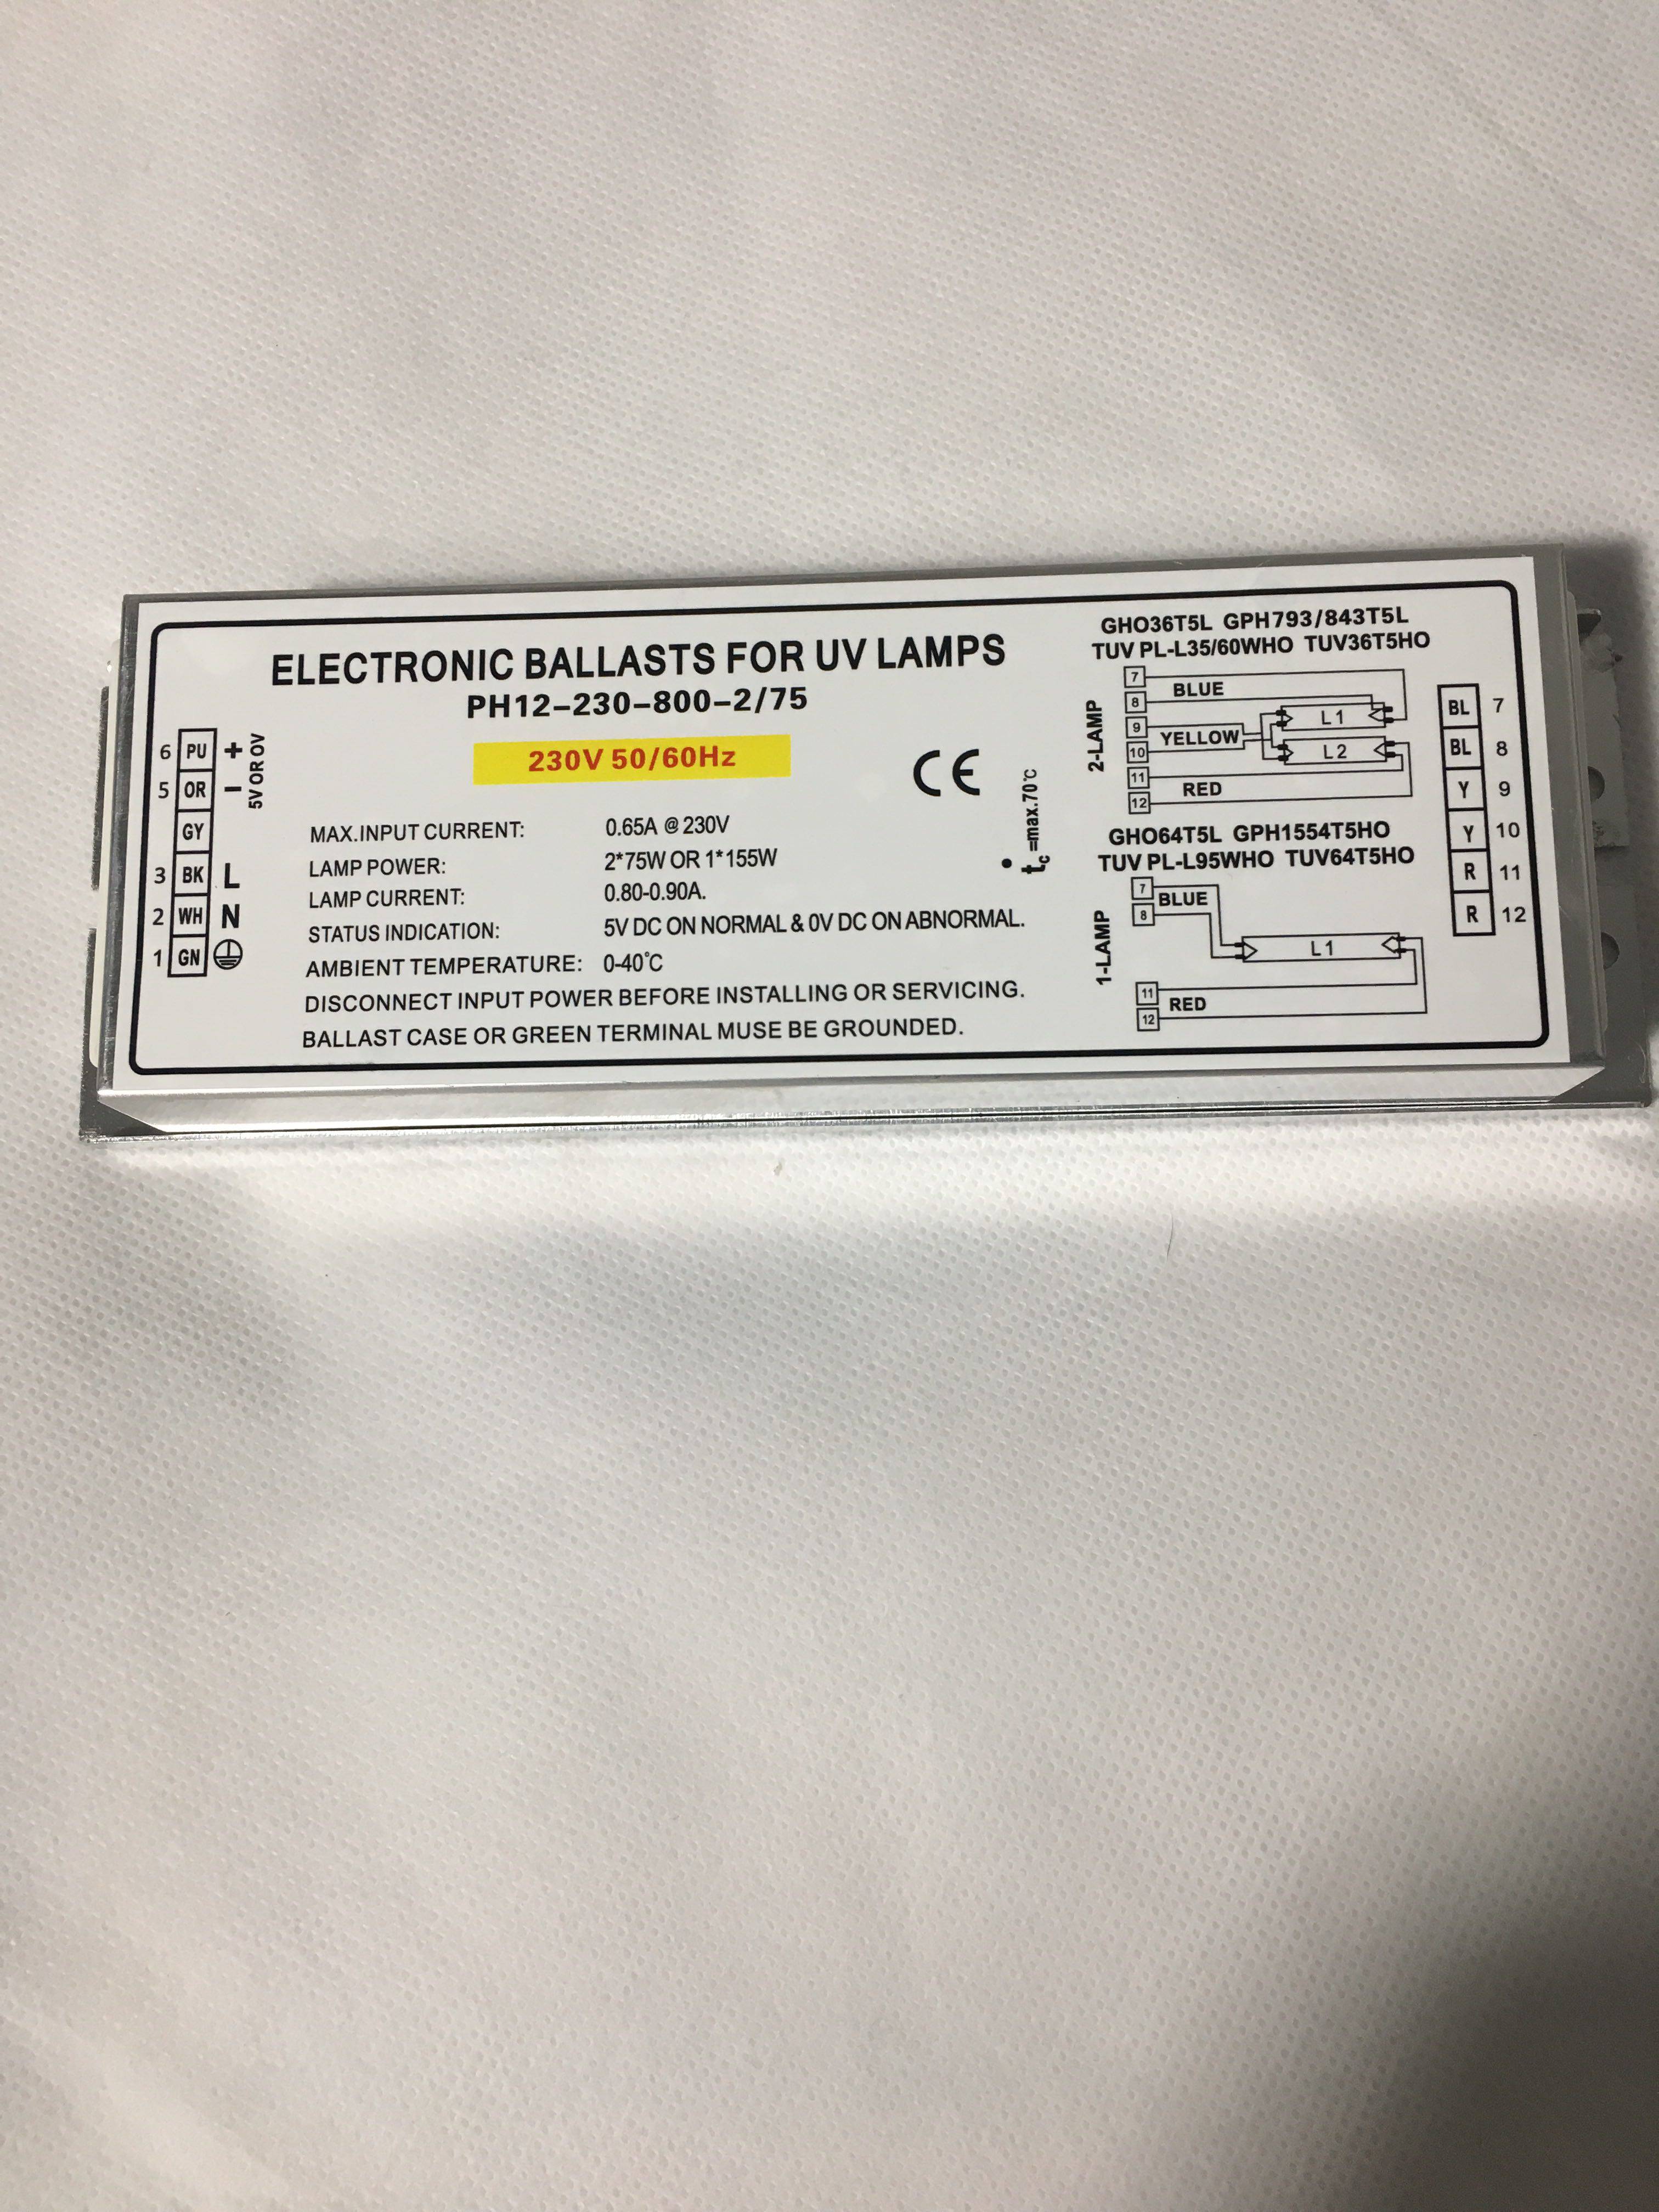 ELECTRONIC BALLASTS FOR UV LAMPS
PH12-230-800-2/75
230V 50/60Hz
CE
6 PU +
5 OR −
5V OR 0V
GY
3 BK L
2 WH N
1 GN
MAX.INPUT CURRENT: 0.65A @ 230V
LAMP POWER: 2*75W OR 1*155W
LAMP CURRENT: 0.80-0.90A.
STATUS INDICATION: 5V DC ON NORMAL & 0V DC ON ABNORMAL.
AMBIENT TEMPERATURE: 0-40℃
DISCONNECT INPUT POWER BEFORE INSTALLING OR SERVICING.
BALLAST CASE OR GREEN TERMINAL MUSE BE GROUNDED.
tc =max.70℃
GHO36T5L GPH793/843T5L
TUV PL-L35/60WHO TUV36T5HO
2-LAMP
7
BLUE
8
L1
9
YELLOW
10
L2
11
RED
12
GHO64T5L GPH1554T5HO
TUV PL-L95WHO TUV64T5HO
1-LAMP
7
BLUE
8
L1
11
RED
12
BL 7
BL 8
Y 9
Y 10
R 11
R 12